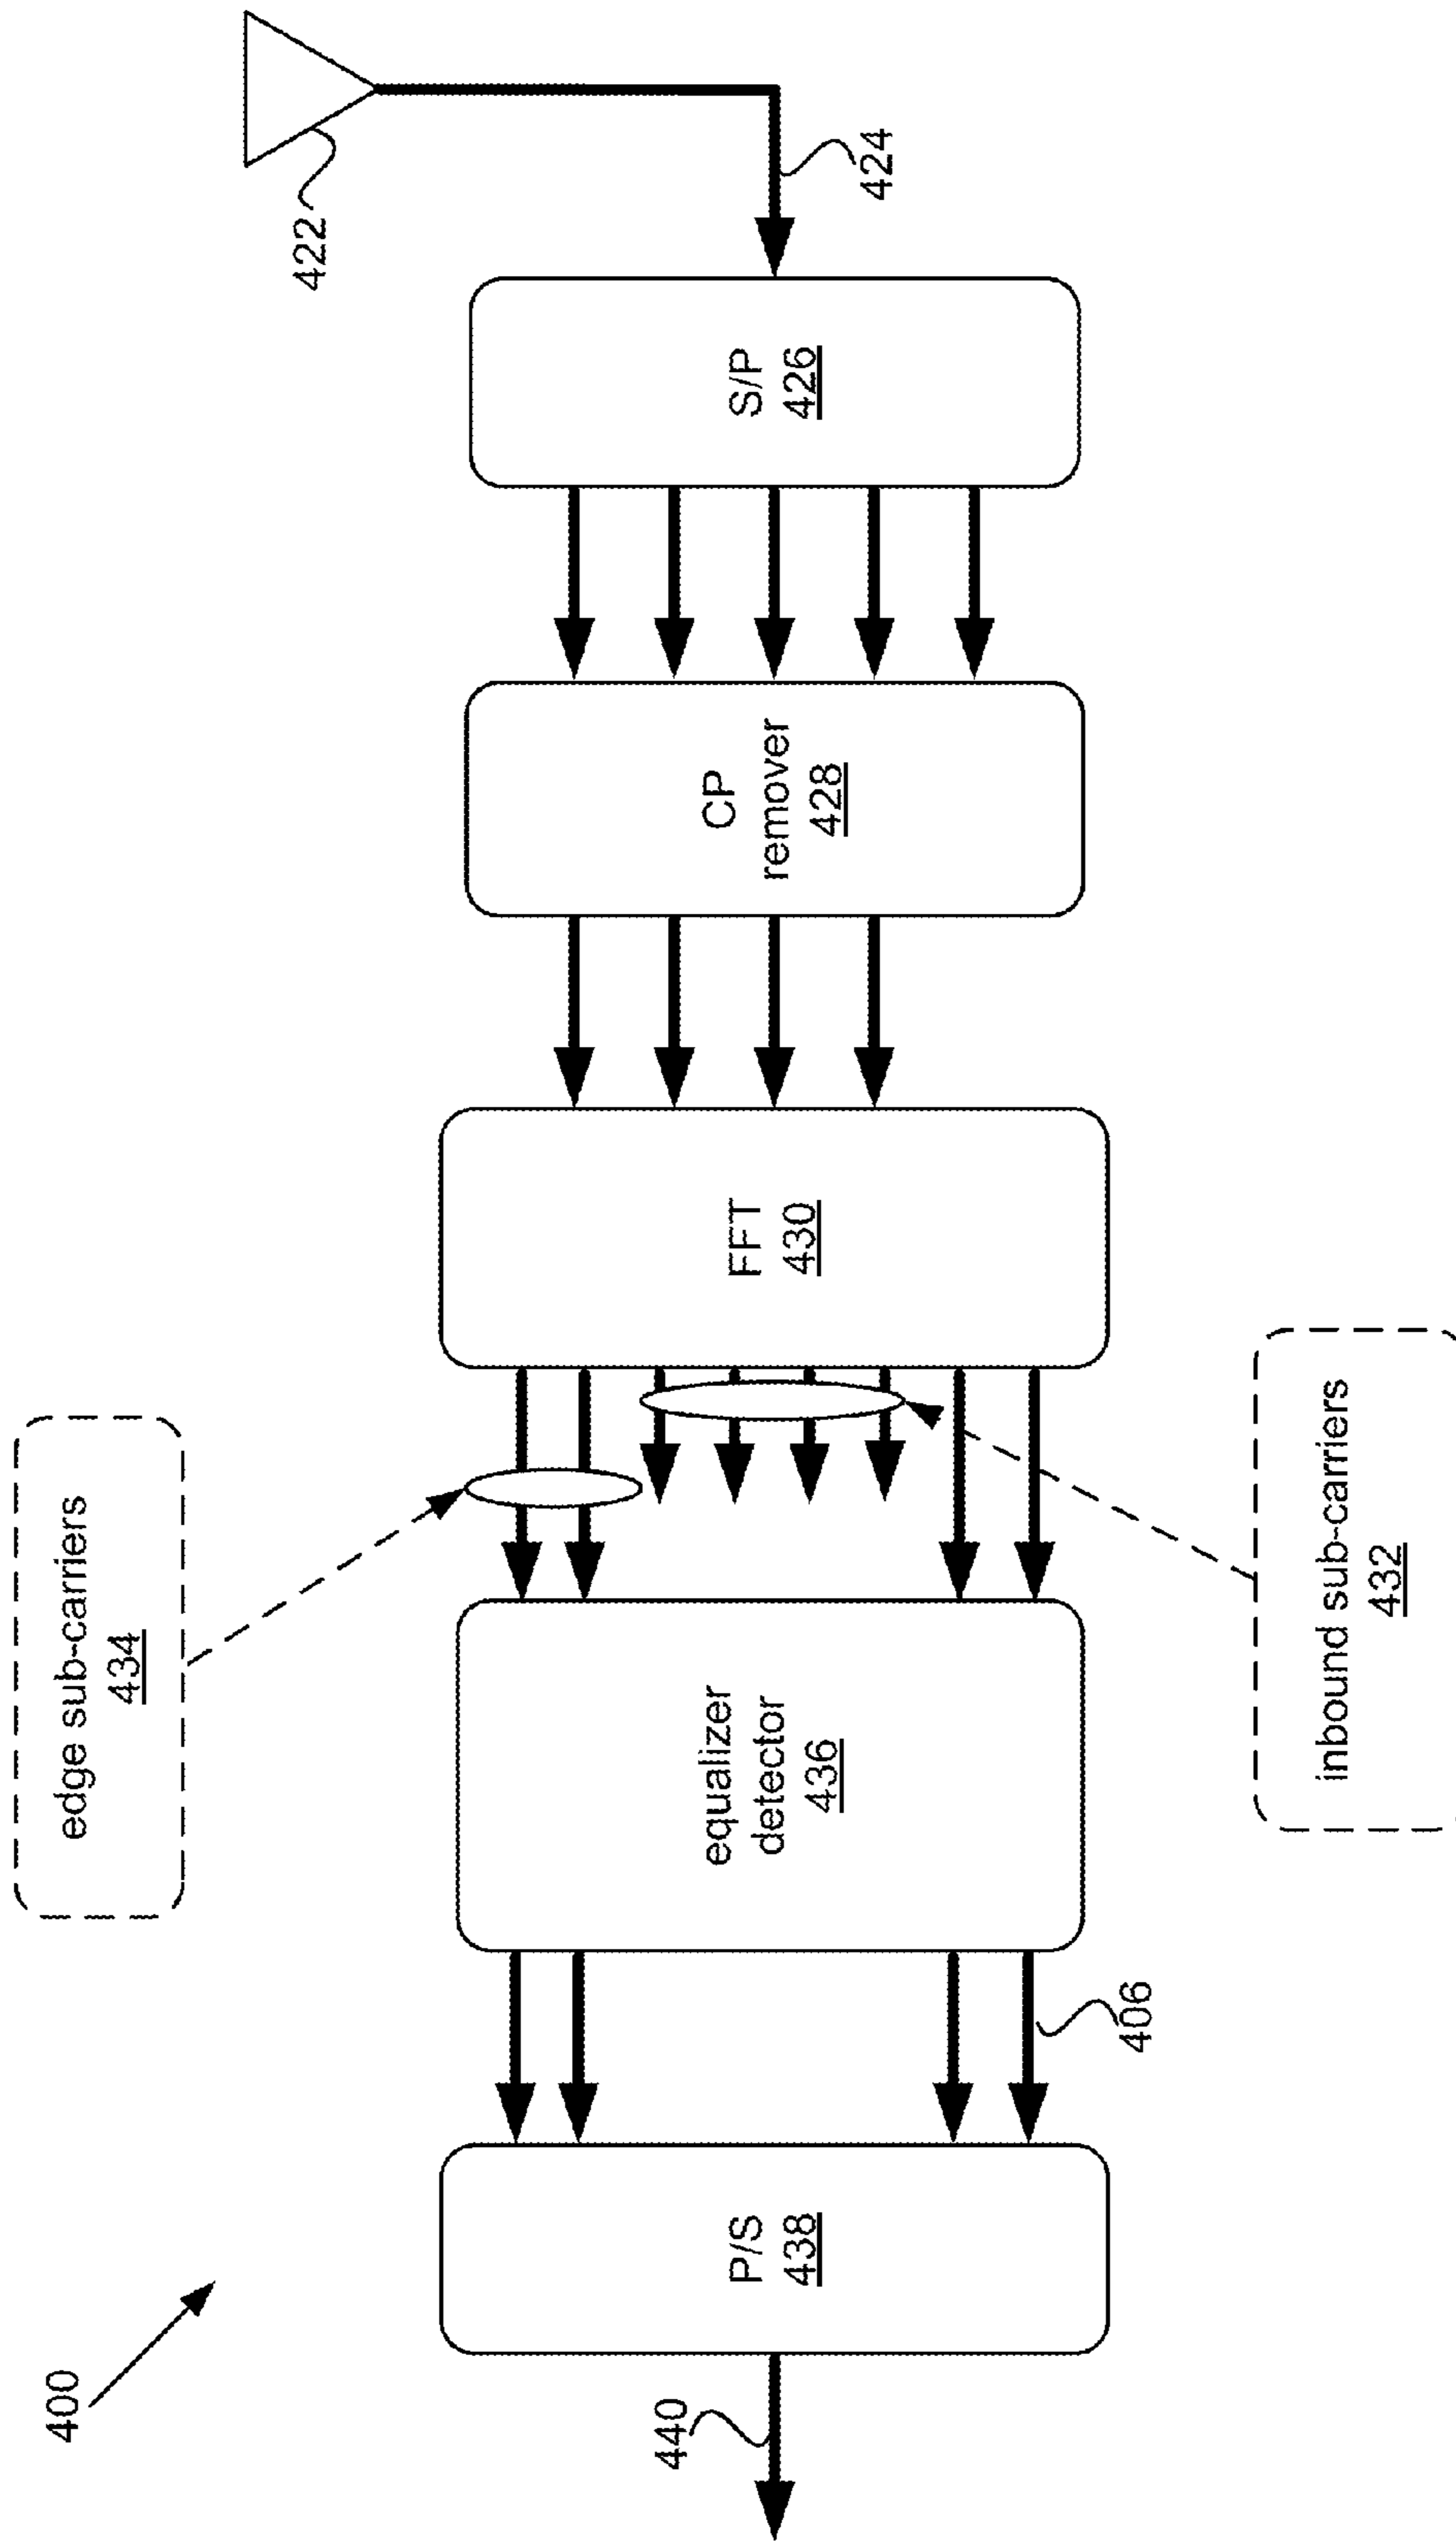 400
edge sub-carriers
434
422
440
P/S
438
equalizer
detector
436
FFT
430
CP
remover
428
S/P
426
424
406
inbound sub-carriers
432